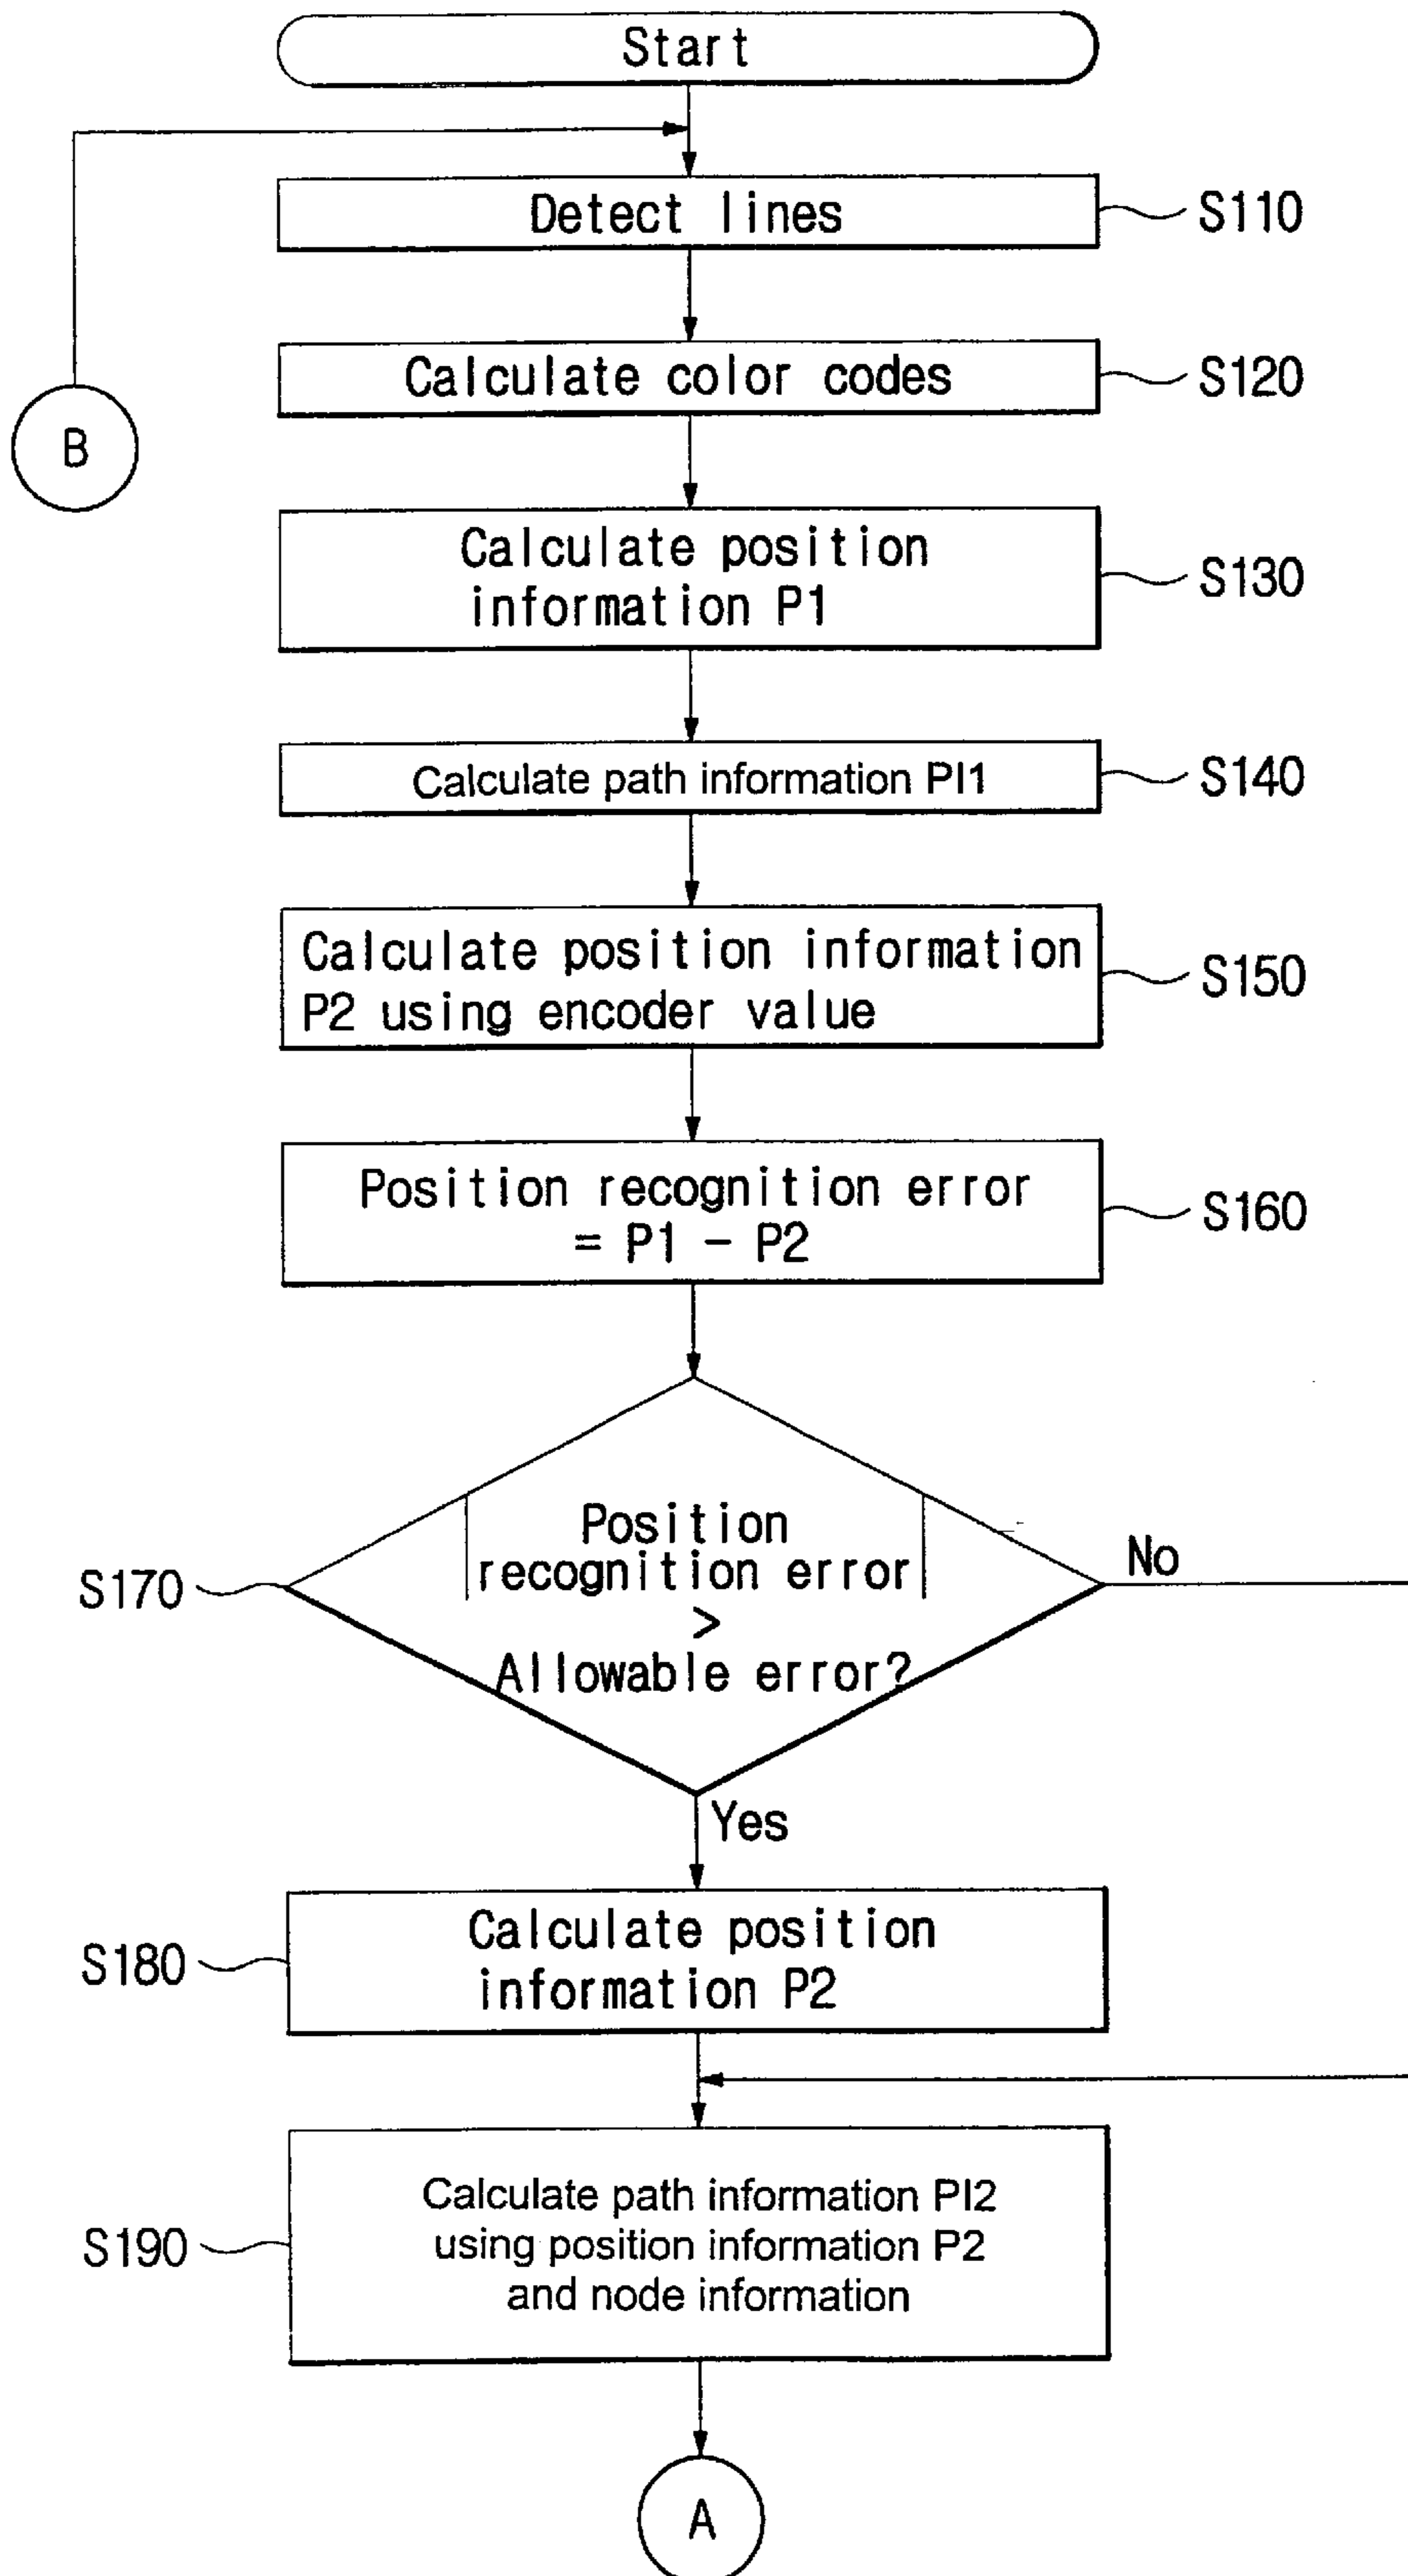 Start
Detect lines
S110
Calculate color codes
S120
B
Calculate position
information P1
S130
Calculate path information PI1
S140
Calculate position information
P2 using encoder value
S150
Position recognition error
= P1 - P2
S160
Position
recognition error
>
Allowable error?
S170
No
Yes
Calculate position
information P2
S180
Calculate path information PI2
using position information P2
and node information
S190
A